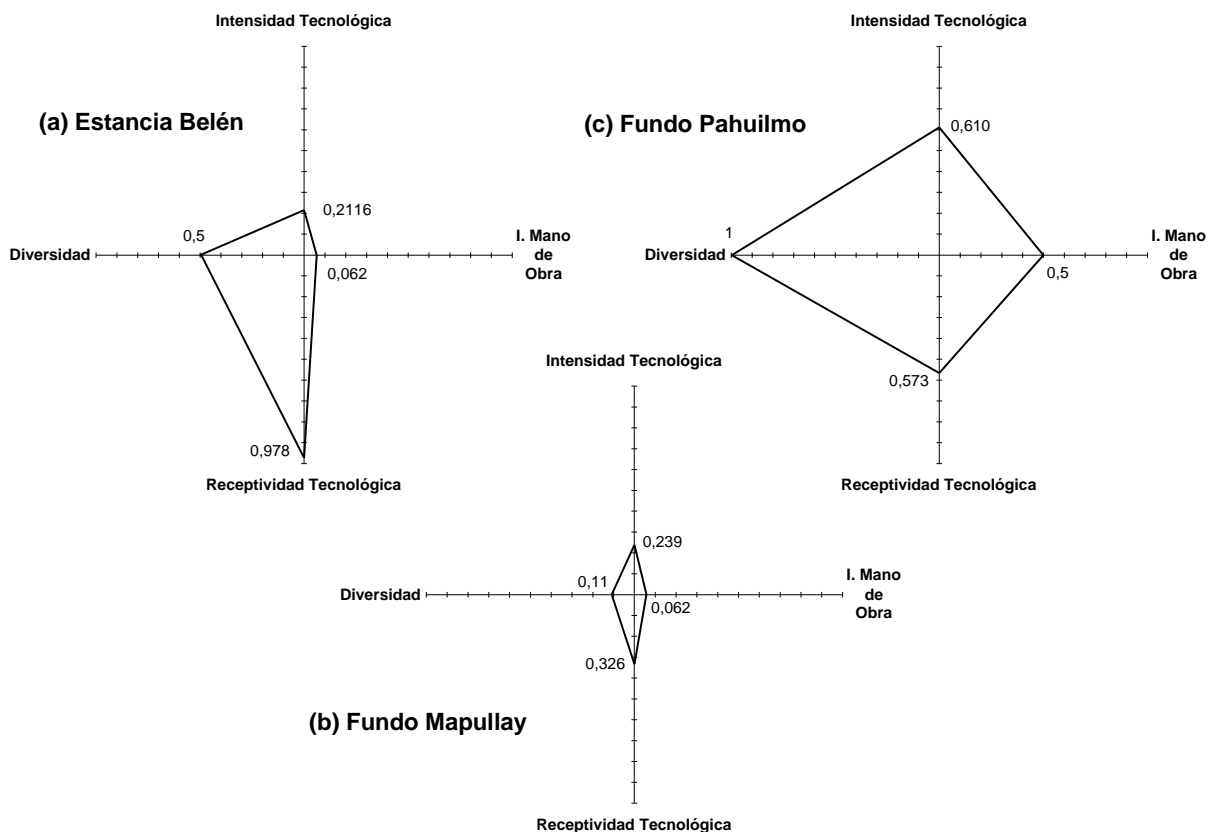 Intensidad Tecnológica
(a) Estancia Belén
0,2116
0,5
Diversidad
I. Mano
de
Obra
0,062
0,978
Receptividad Tecnológica
Intensidad Tecnológica
(c) Fundo Pahuilmo
0,610
1
Diversidad
I. Mano
de
Obra
0,5
0,573
Receptividad Tecnológica
Intensidad Tecnológica
0,239
0,11
Diversidad
I. Mano
de
Obra
0,062
0,326
(b) Fundo Mapullay
Receptividad Tecnológica